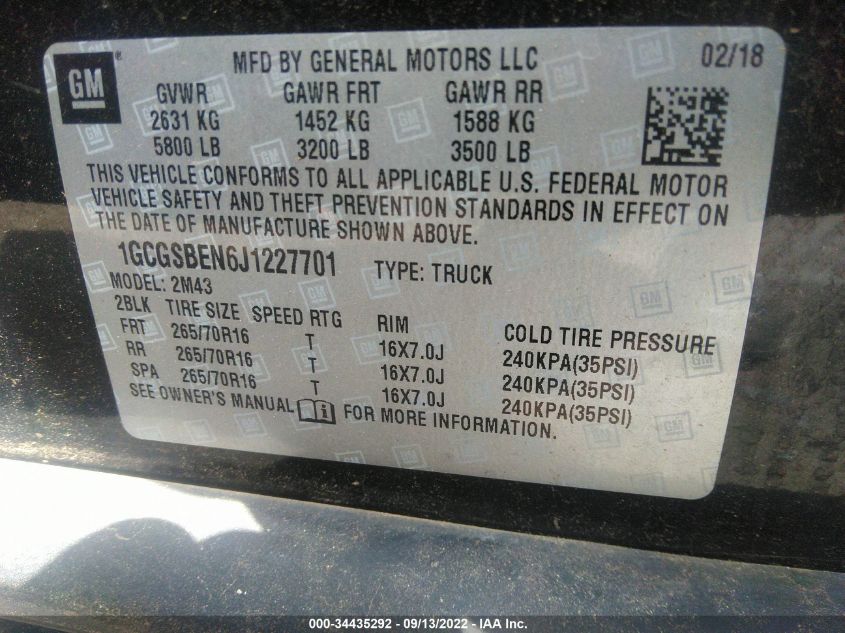 GM ® MFD BY GENERAL MOTORS LLC 02/18
GVWR GAWR FRT GAWR RR
2631 KG 1452 KG 1588 KG
5800 LB 3200 LB 3500 LB
THIS VEHICLE CONFORMS TO ALL APPLICABLE U.S. FEDERAL MOTOR
VEHICLE SAFETY AND THEFT PREVENTION STANDARDS IN EFFECT ON
THE DATE OF MANUFACTURE SHOWN ABOVE.
1GCGSBEN6J1227701 TYPE: TRUCK
MODEL: 2M43
2BLK TIRE SIZE SPEED RTG RIM COLD TIRE PRESSURE
FRT 265/70R16 T 16X7.0J 240KPA(35PSI)
RR 265/70R16 T 16X7.0J 240KPA(35PSI)
SPA 265/70R16 T 16X7.0J 240KPA(35PSI)
SEE OWNER'S MANUAL i FOR MORE INFORMATION.
000-34435292 - 09/13/2022 - IAA Inc.